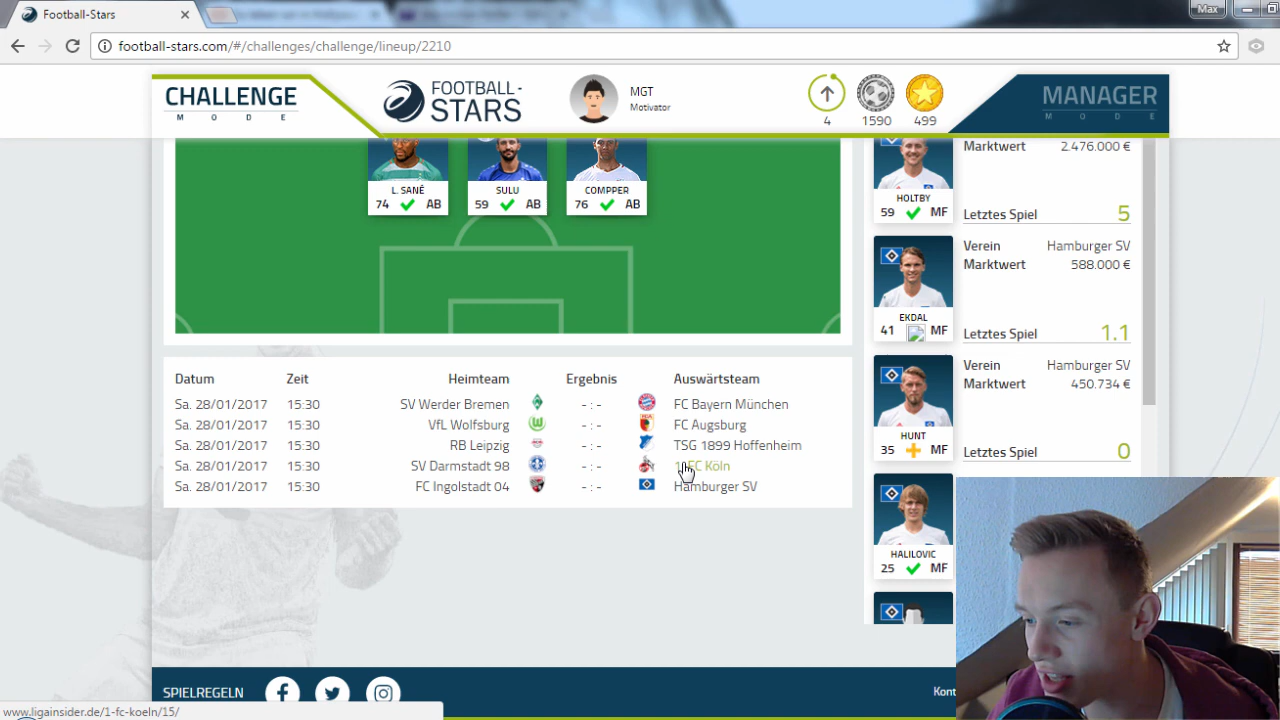 Football-Stars
Max
football-stars.com/#/challenges/challenge/lineup/2210
CHALLENGE
MODE
FOOTBALL-
STARS
MGT
Motivator
4
1590
499
MANAGER
MODE
L. SANÉ
74 AB
SULU
59 AB
COMPPER
76 AB
Marktwert 2.476.000 €
HOLTBY
59 MF
Letztes Spiel 5
Verein Hamburger SV
Marktwert 588.000 €
EKDAL
41 MF
Letztes Spiel 1.1
Verein Hamburger SV
Marktwert 450.734 €
HUNT
35 MF
Letztes Spiel 0
HALILOVIC
25 MF
Datum Zeit Heimteam Ergebnis Auswärtsteam
Sa. 28/01/2017 15:30 SV Werder Bremen - : - FC Bayern München
Sa. 28/01/2017 15:30 VfL Wolfsburg - : - FC Augsburg
Sa. 28/01/2017 15:30 RB Leipzig - : - TSG 1899 Hoffenheim
Sa. 28/01/2017 15:30 SV Darmstadt 98 - : - FC Köln
Sa. 28/01/2017 15:30 FC Ingolstadt 04 - : - Hamburger SV
SPIELREGELN
Kont
www.ligainsider.de/1-fc-koeln/15/